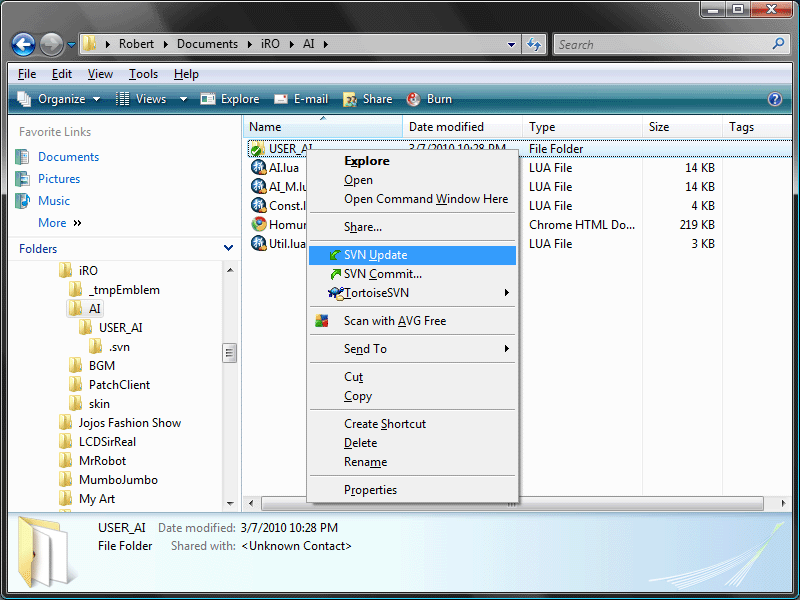 Robert Documents iRO AI
Search
File Edit View Tools Help
Organize Views Explore E-mail Share Burn
Favorite Links
Documents
Pictures
Music
More »
Folders
iRO
_tmpEmblem
AI
USER_AI
.svn
BGM
PatchClient
skin
Jojos Fashion Show
LCDSirReal
MrRobot
MumboJumbo
My Art
Name Date modified Type Size Tags
USER_AI 3/7/2010 10:28 PM File Folder
AI.lua LUA File 14 KB
AI_M.lu LUA File 14 KB
Const.l LUA File 4 KB
Homun Chrome HTML Do... 219 KB
Util.lua LUA File 3 KB
Explore
Open
Open Command Window Here
Share...
SVN Update
SVN Commit...
TortoiseSVN
Scan with AVG Free
Send To
Cut
Copy
Create Shortcut
Delete
Rename
Properties
USER_AI Date modified: 3/7/2010 10:28 PM
File Folder Shared with: <Unknown Contact>